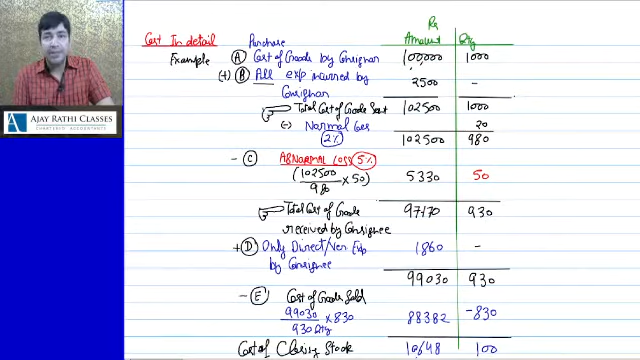 Rs
Cost In detail Purchase Amount Qty
Example (A) Cost of Goods by Consignor 100,000 1000
(+) (B) All exp incurred by 2500 -
Consignor
Total Cost of Goods Sent 102500 1000
(-) Normal Loss 20
2% 102500 980
- (C) ABNORMAL LOSS 5%
(102500/980 × 50) 5330 50
Total Cost of Goods 97170 930
received by Consignee
+ (D) Only Direct/ Exp 1860 -
by Consignee
99030 930
- (E) Cost of Goods Sold
99030/930 Qty × 830 88382 -830
Cost of Closing Stock 10648 100
AJAY RATHI CLASSES
CHARTERED ACCOUNTANTS